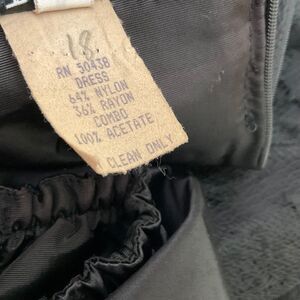 18
RN 50438
DRESS
64% NYLON
36% RAYON
COMBO
100% ACETATE
CLEAN ONLY